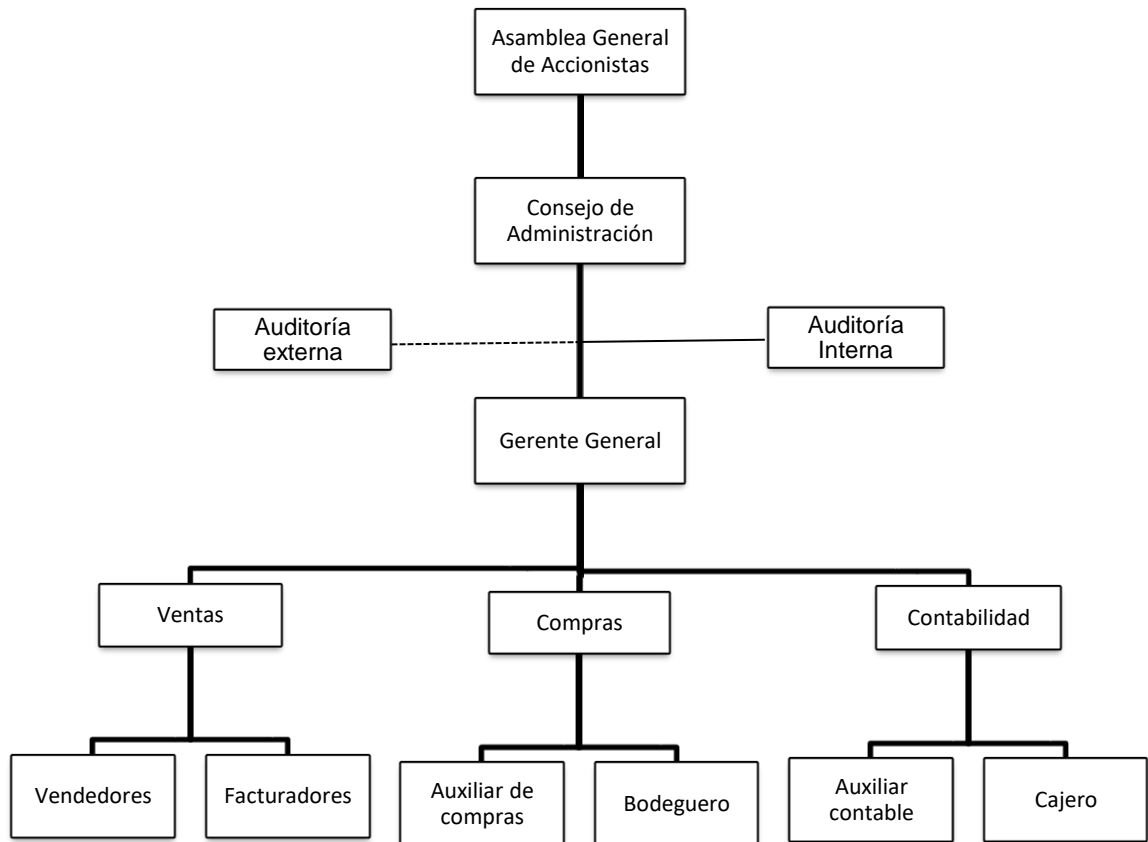 Asamblea General
de Accionistas
Consejo de
Administración
Auditoría
externa
Auditoría
Interna
Gerente General
Ventas
Compras
Contabilidad
Vendedores
Facturadores
Auxiliar de
compras
Bodeguero
Auxiliar
contable
Cajero